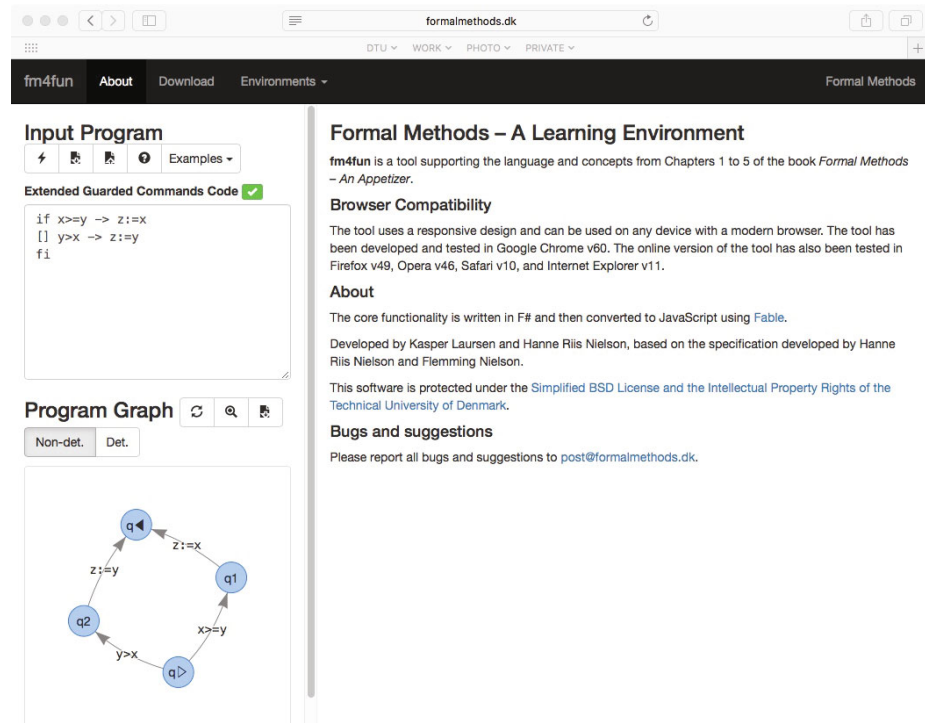 formalmethods.dk
DTU WORK PHOTO PRIVATE
fm4fun About Download Environments Formal Methods
Input Program
Examples
Extended Guarded Commands Code
if x>=y -> z:=x
[] y>x -> z:=y
fi
Program Graph
Non-det. Det.
q◀
z:=x
z:=y
q1
q2
x>=y
y>x
q▷
Formal Methods – A Learning Environment
fm4fun is a tool supporting the language and concepts from Chapters 1 to 5 of the book Formal Methods
– An Appetizer.
Browser Compatibility
The tool uses a responsive design and can be used on any device with a modern browser. The tool has
been developed and tested in Google Chrome v60. The online version of the tool has also been tested in
Firefox v49, Opera v46, Safari v10, and Internet Explorer v11.
About
The core functionality is written in F# and then converted to JavaScript using Fable.
Developed by Kasper Laursen and Hanne Riis Nielson, based on the specification developed by Hanne
Riis Nielson and Flemming Nielson.
This software is protected under the Simplified BSD License and the Intellectual Property Rights of the
Technical University of Denmark.
Bugs and suggestions
Please report all bugs and suggestions to post@formalmethods.dk.